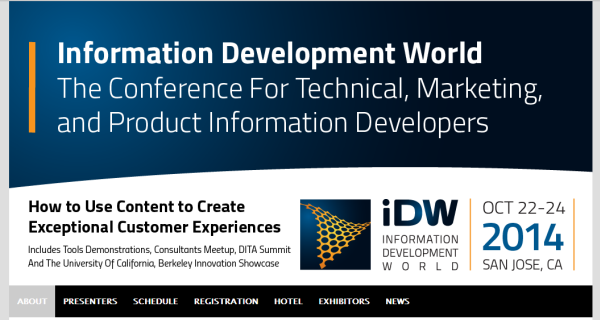 Information Development World
The Conference For Technical, Marketing,
and Product Information Developers
How to Use Content to Create
Exceptional Customer Experiences
Includes Tools Demonstrations, Consultants Meetup, DITA Summit
And The University Of California, Berkeley Innovation Showcase
iDW
INFORMATION
DEVELOPMENT
WORLD
OCT 22-24
2014
SAN JOSE, CA
ABOUT PRESENTERS SCHEDULE REGISTRATION HOTEL EXHIBITORS NEWS